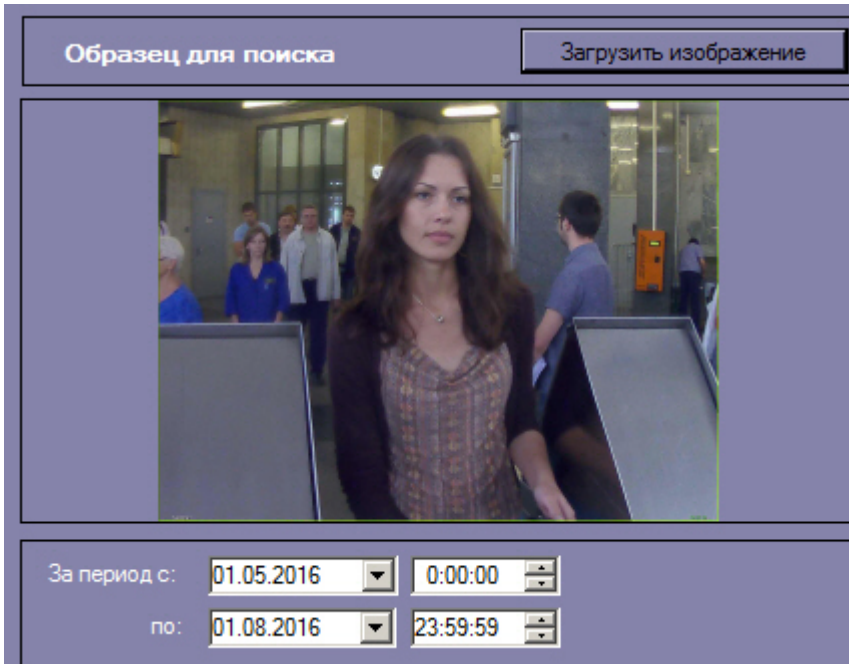 Образец для поиска
Загрузить изображение
За период с:
01.05.2016
0:00:00
по:
01.08.2016
23:59:59